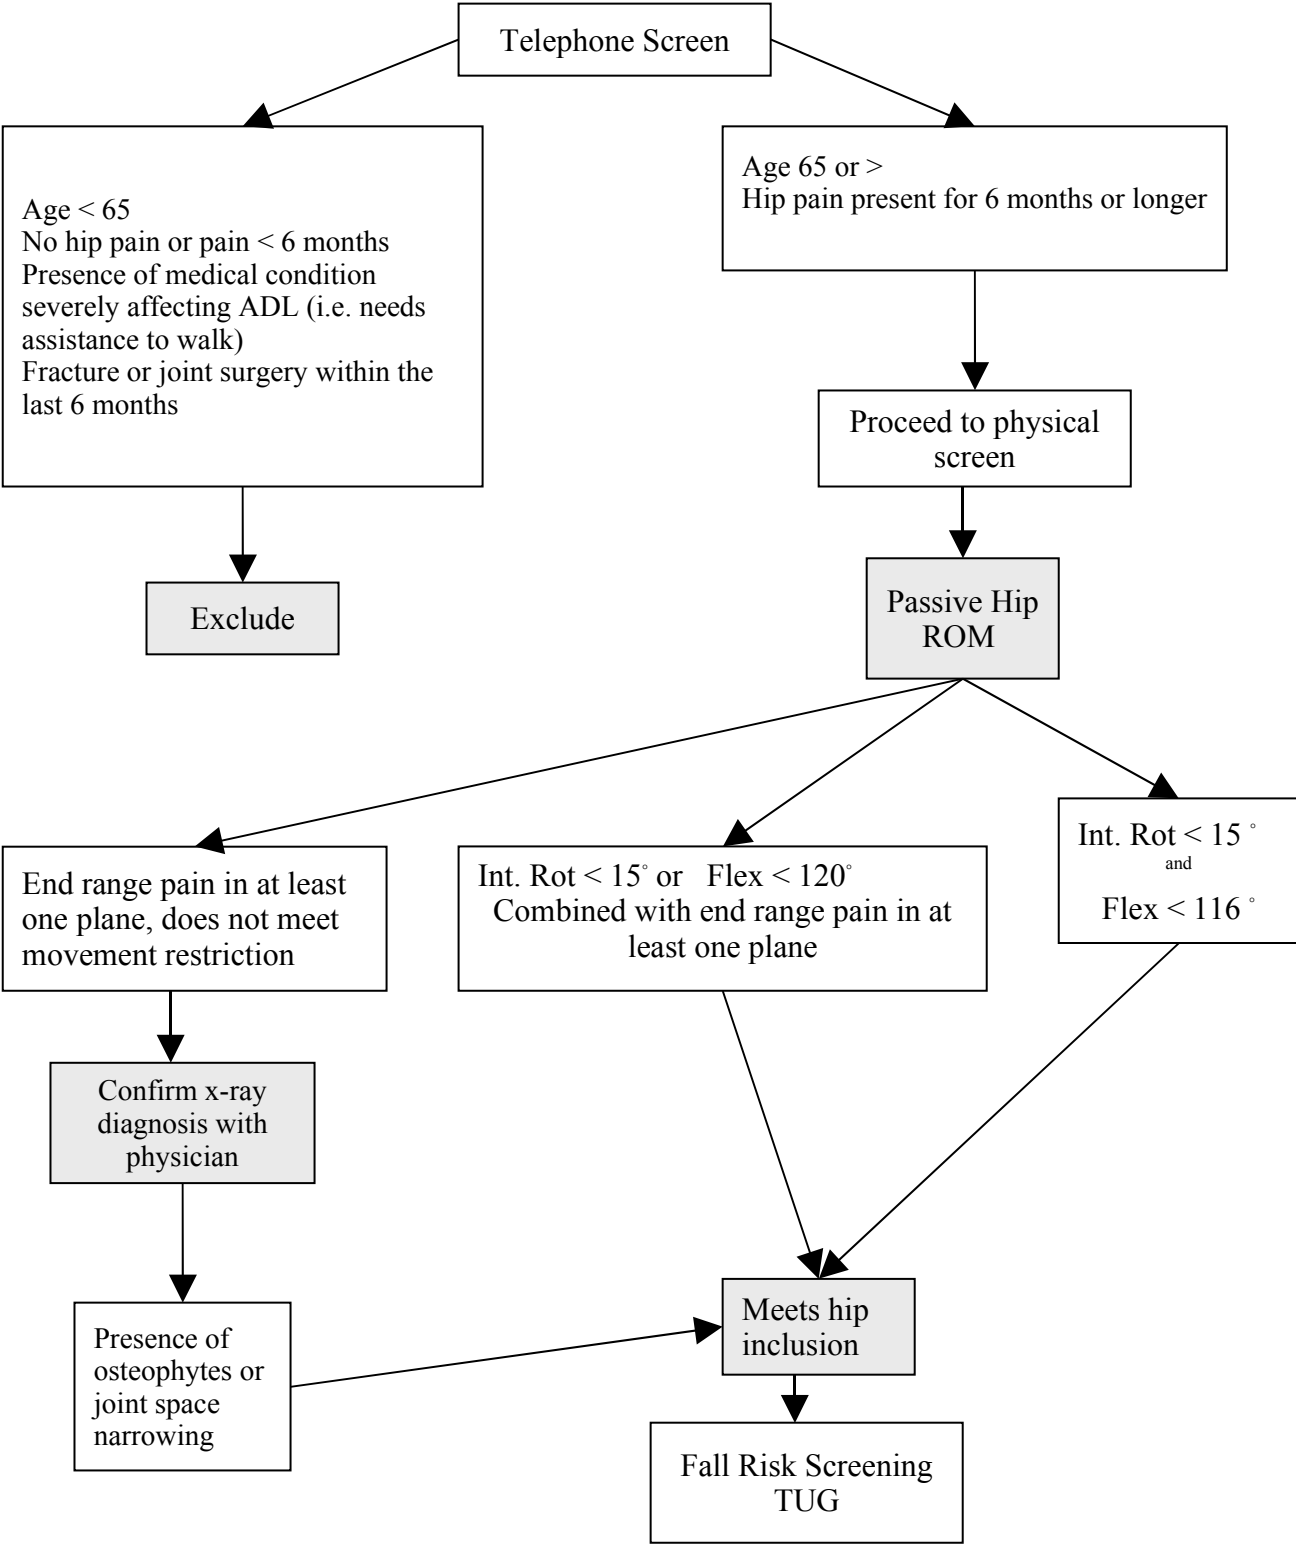 Telephone Screen
Age < 65
No hip pain or pain < 6 months
Presence of medical condition
severely affecting ADL (i.e. needs
assistance to walk)
Fracture or joint surgery within the
last 6 months
Age 65 or >
Hip pain present for 6 months or longer
Proceed to physical
screen
Exclude
Passive Hip
ROM
End range pain in at least
one plane, does not meet
movement restriction
Int. Rot < 15° or Flex < 120°
Combined with end range pain in at
least one plane
Int. Rot < 15 °
and
Flex < 116 °
Confirm x-ray
diagnosis with
physician
Presence of
osteophytes or
joint space
narrowing
Meets hip
inclusion
Fall Risk Screening
TUG